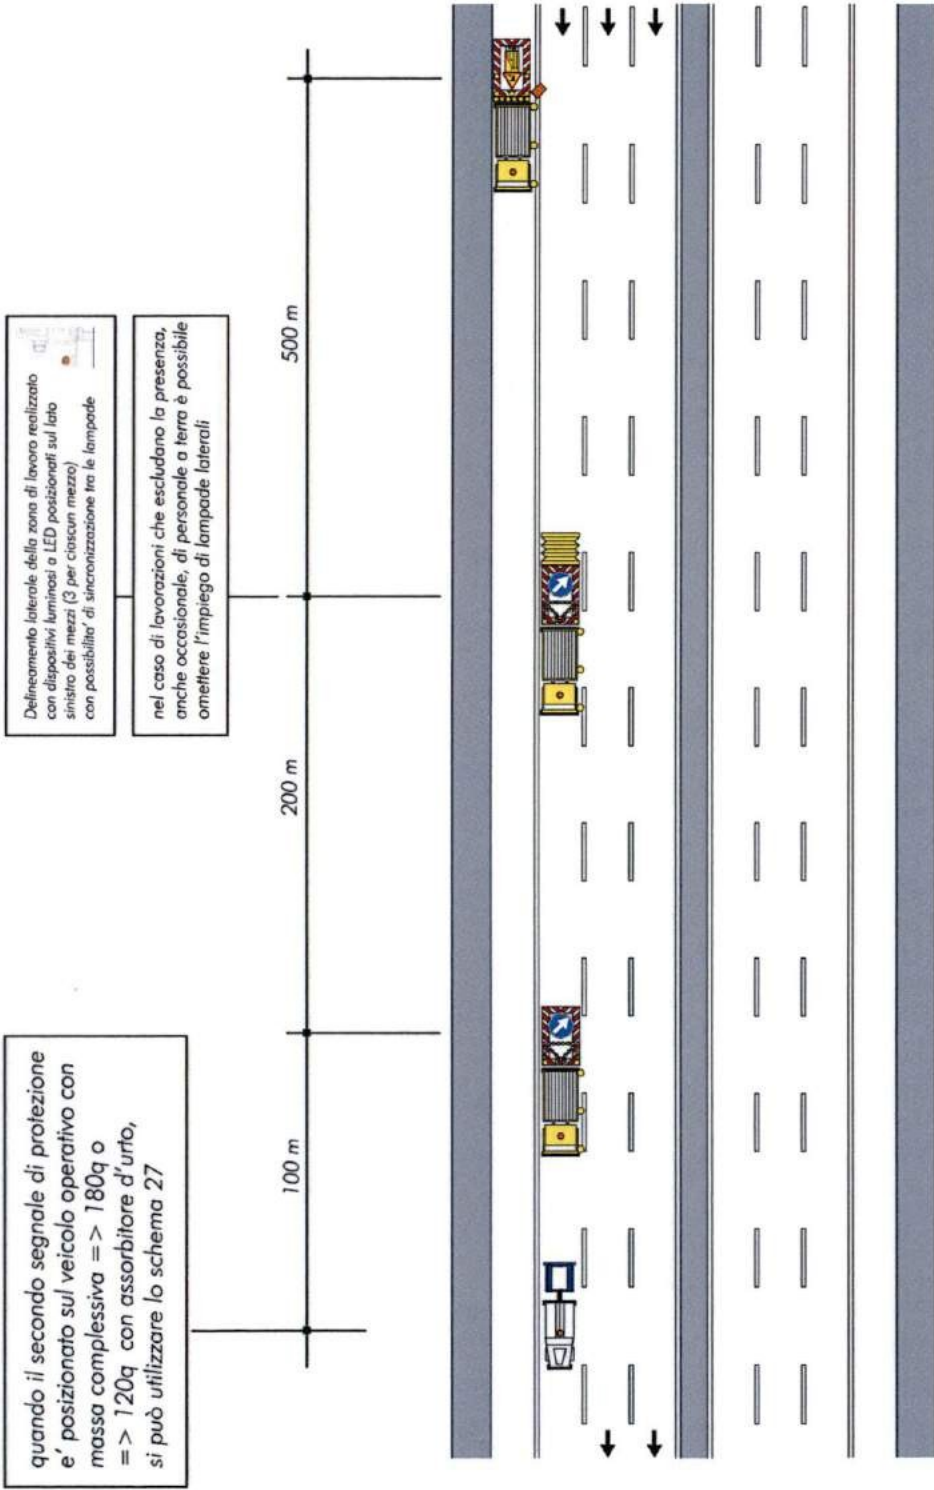 Delineamento laterale della zona di lavoro realizzato
con dispositivi luminosi a LED posizionati sul lato
sinistro dei mezzi (3 per ciascun mezzo)
con possibilita' di sincronizzazione tra le lampade
nel caso di lavorazioni che escludano la presenza,
anche occasionale, di personale a terra è possibile
omettere l'impiego di lampade laterali
quando il secondo segnale di protezione
e' posizionato sul veicolo operativo con
massa complessiva => 180q o
=> 120q con assorbitore d'urto,
si può utilizzare lo schema 27
100 m
200 m
500 m